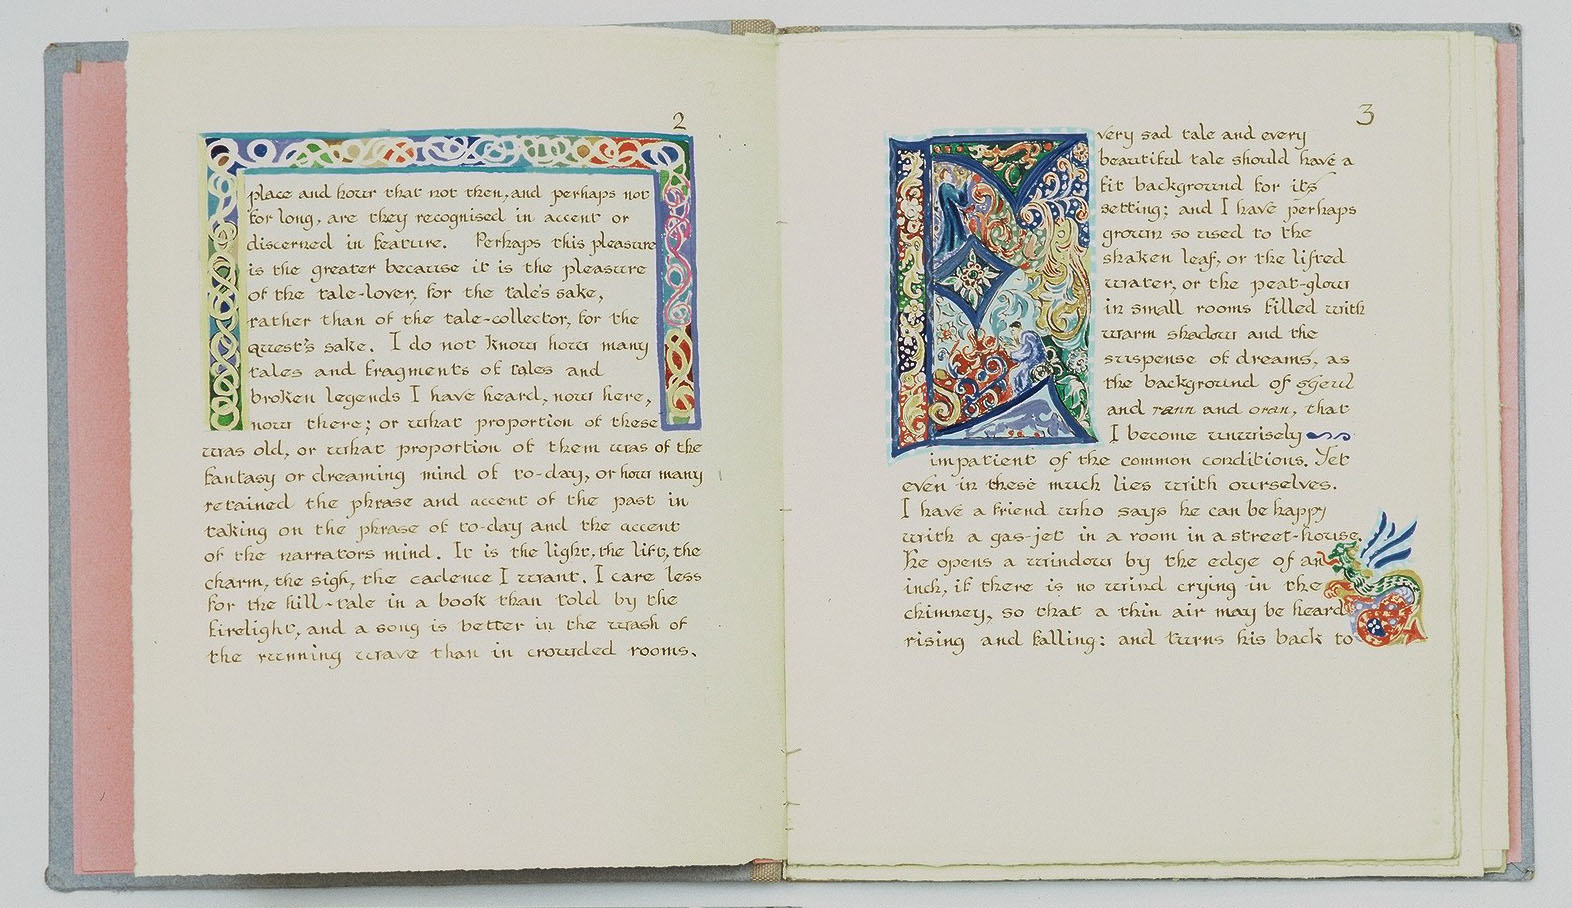 2
place and hour that not then, and perhaps not
for long, are they recognised in accent or
discerned in feature. Perhaps this pleasure
is the greater because it is the pleasure
of the tale-lover, for the tale's sake,
rather than of the tale-collector, for the
quest's sake. I do not know how many
tales and fragments of tales and
broken legends I have heard, now here,
now there; or what proportion of these
was old, or what proportion of them was of the
fantasy or dreaming mind of to-day, or how many
retained the phrase and accent of the past in
taking on the phrase of to-day and the accent
of the narrators mind. It is the light, the lift, the
charm, the sigh, the cadence I want. I care less
for the hill-tale in a book than told by the
firelight, and a song is better in the wash of
the running wave than in crowded rooms.
3
Every sad tale and every
beautiful tale should have a
fit background for its
setting; and I have perhaps
grown so used to the
shaken leaf, or the lifted
water, or the peat-glow
in small rooms filled with
warm shadow and the
suspense of dreams, as
the background of sgeul
and rann and oran, that
I become unwisely
impatient of the common conditions. Yet
even in these much lies with ourselves.
I have a friend who says he can be happy
with a gas-jet in a room in a street-house.
he opens a window by the edge of an
inch, if there is no wind crying in the
chimney, so that a thin air may be heard
rising and falling: and turns his back to